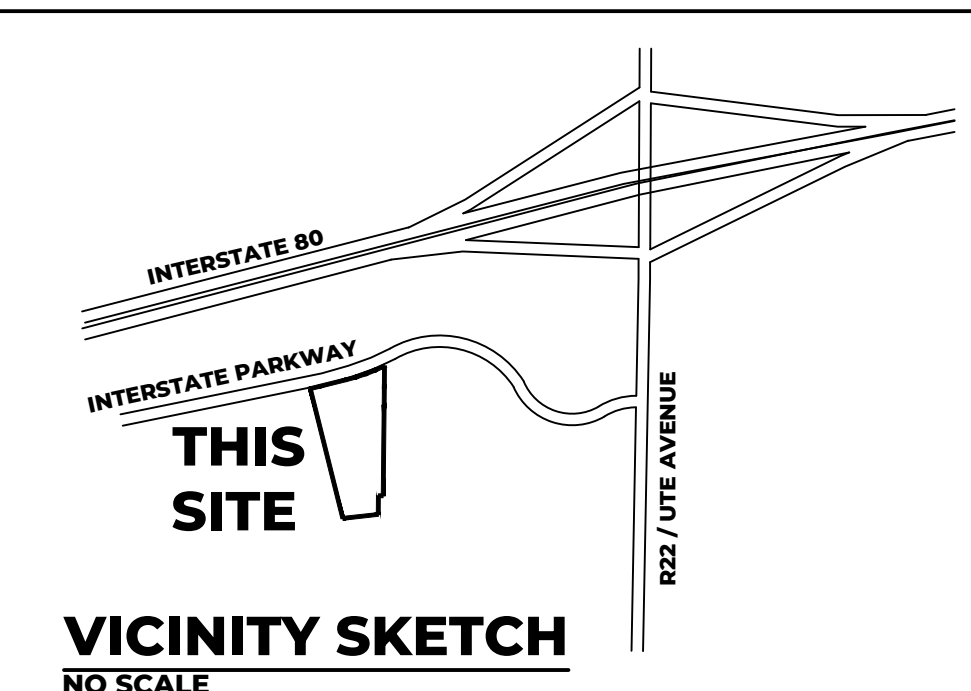 INTERSTATE 80
INTERSTATE PARKWAY
THIS
SITE
R22 / UTE AVENUE
VICINITY SKETCH
NO SCALE